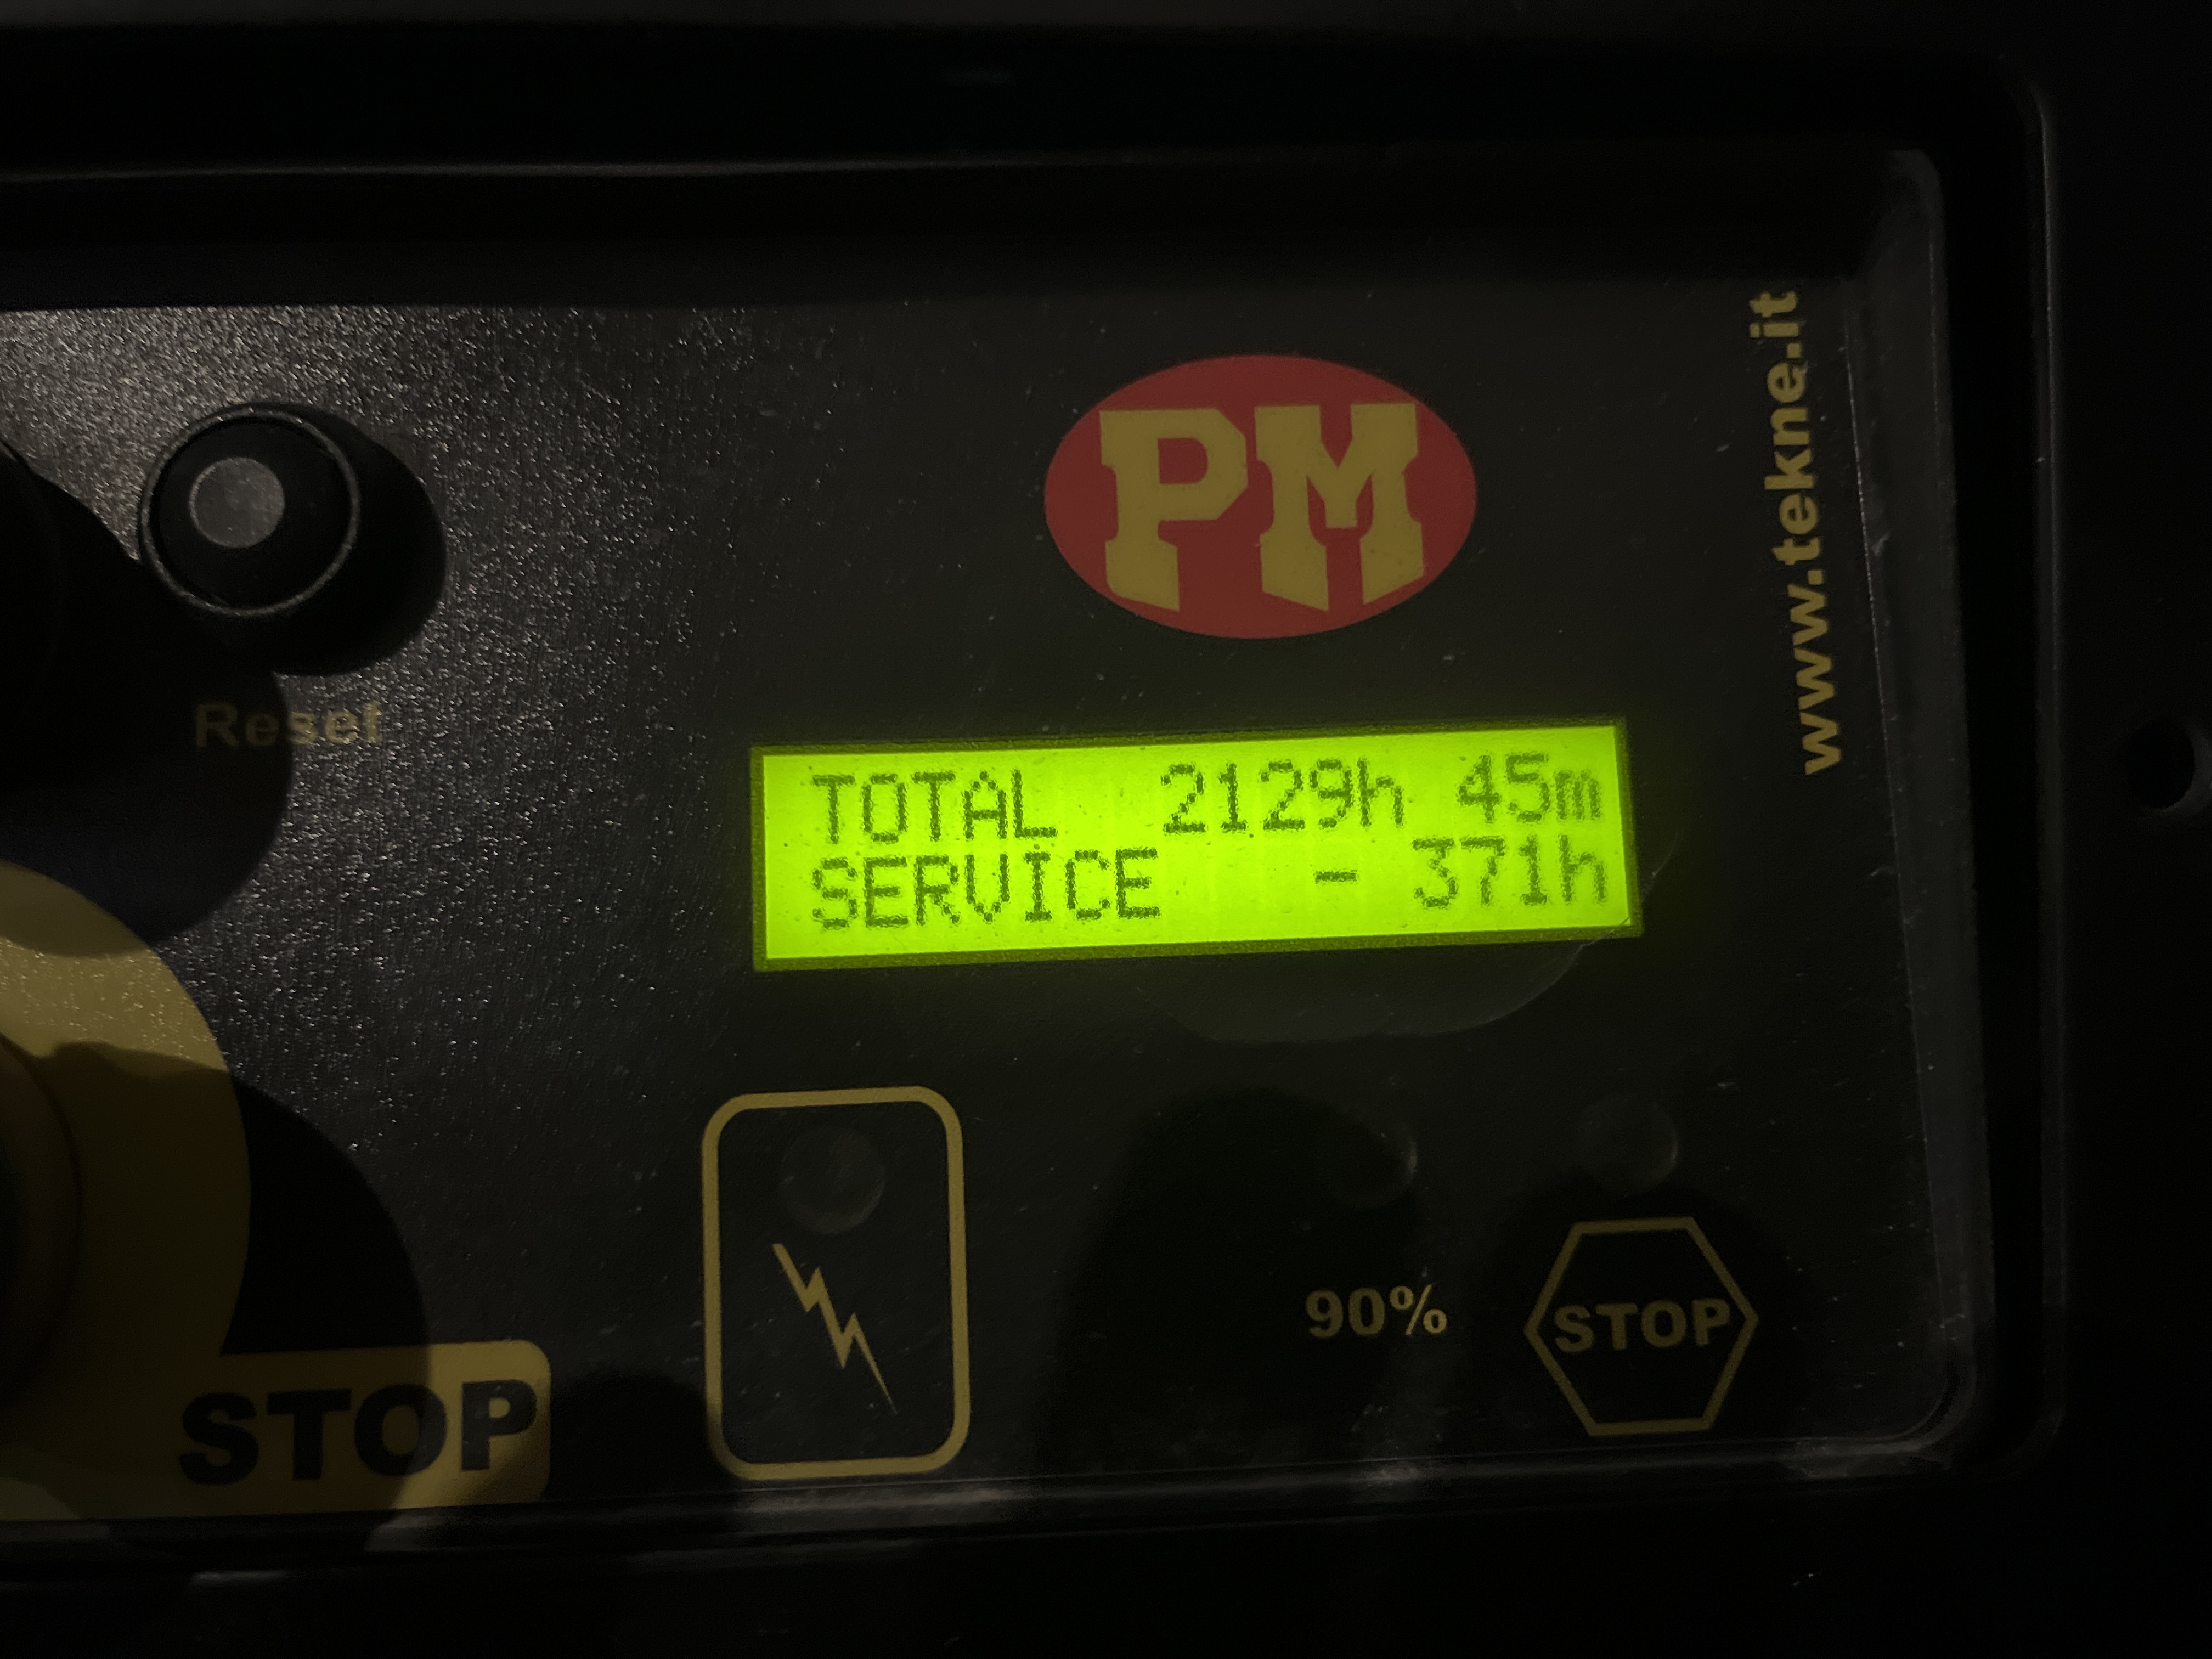 PM
www.tekne.it
Reset
TOTAL 2129h 45m
SERVICE - 371h
90%
STOP
STOP